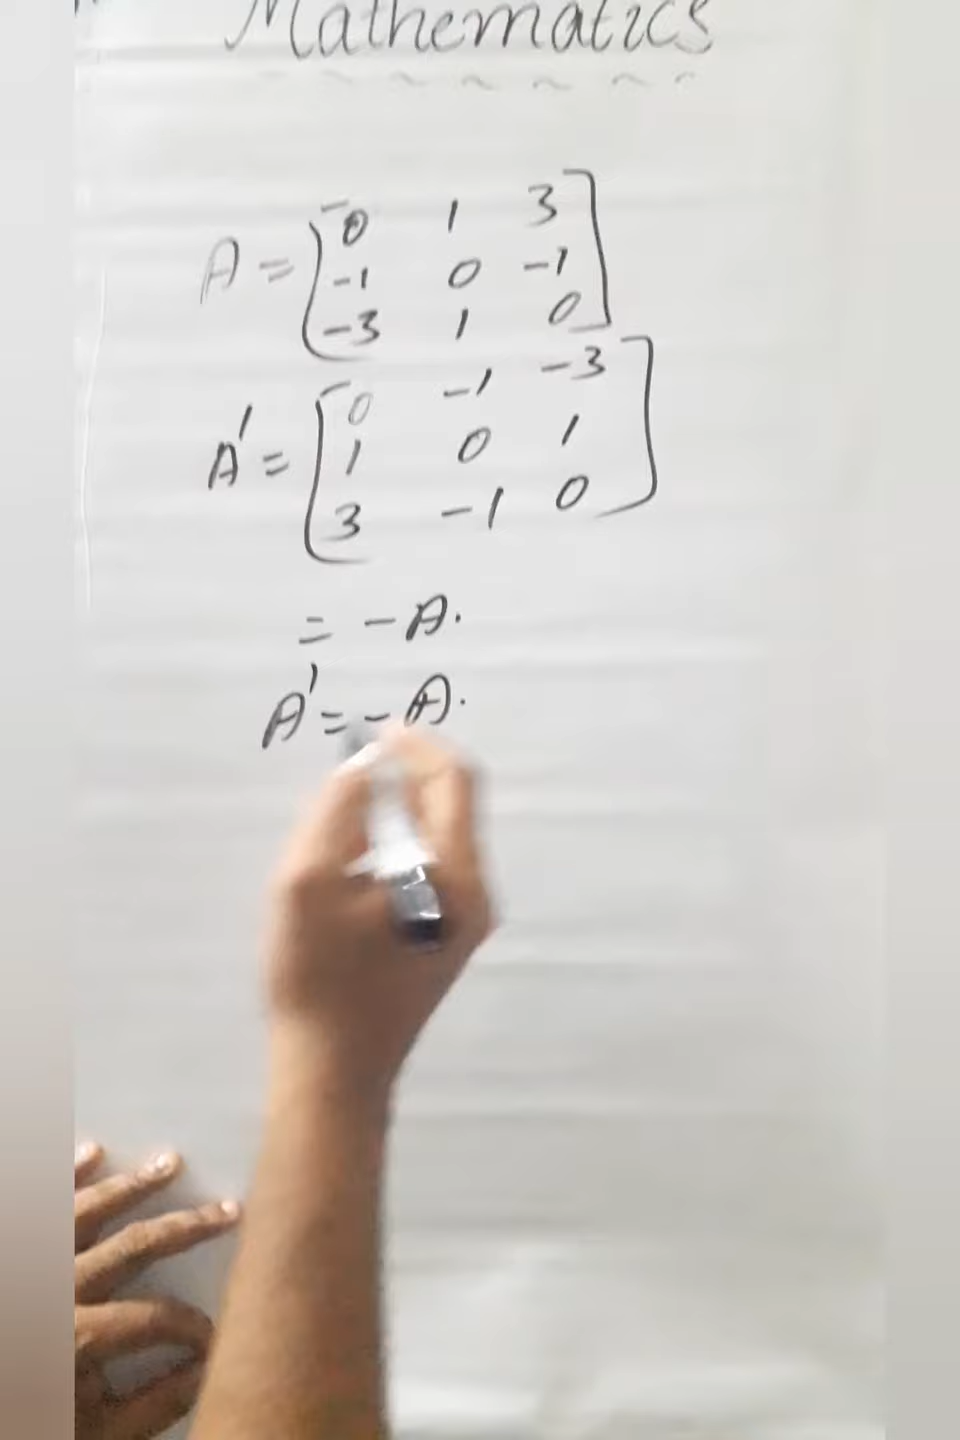 Mathematics
A = [0 1 3
-1 0 -1
-3 1 0]
A' = [0 -1 -3
1 0 1
3 -1 0]
= -A.
A' = -A.